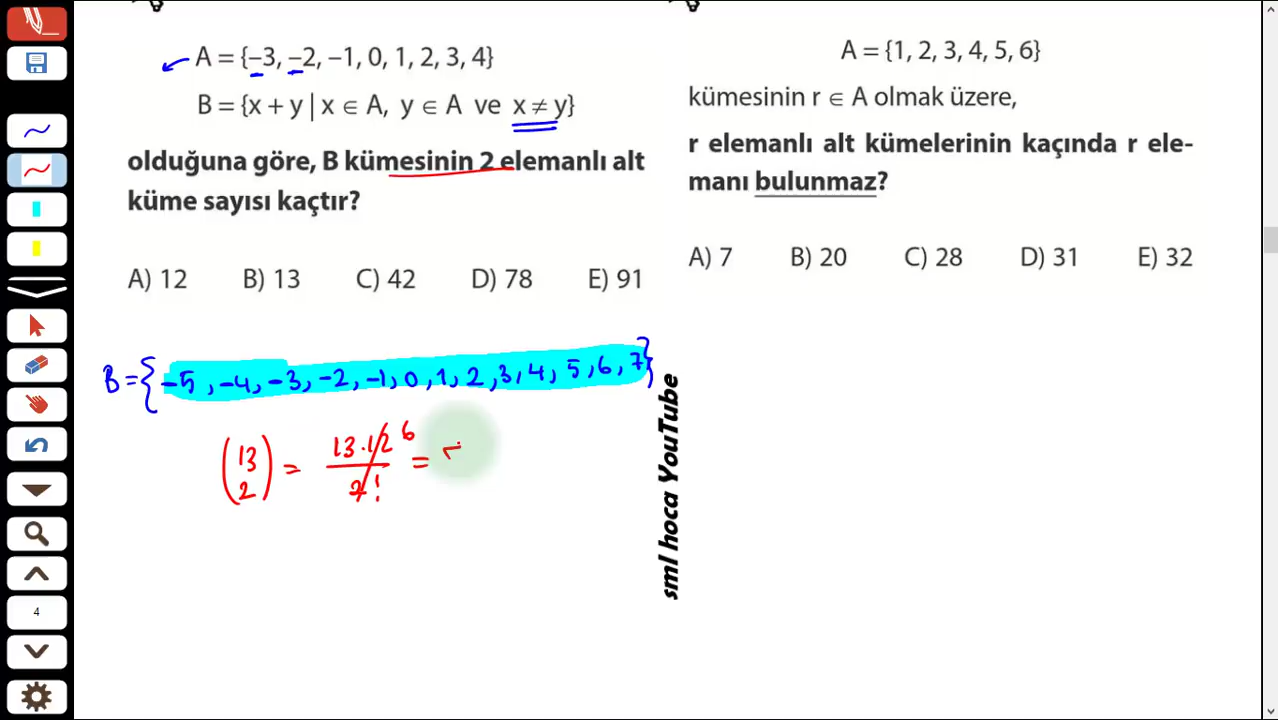 A = {–3, –2, –1, 0, 1, 2, 3, 4}
B = {x + y | x ∈ A, y ∈ A ve x ≠ y}
olduğuna göre, B kümesinin 2 elemanlı alt
küme sayısı kaçtır?
A) 12 B) 13 C) 42 D) 78 E) 91
B = {-5, -4, -3, -2, -1, 0, 1, 2, 3, 4, 5, 6, 7}
(13 2) = 13·12 6 / 2! =
A = {1, 2, 3, 4, 5, 6}
kümesinin r ∈ A olmak üzere,
r elemanlı alt kümelerinin kaçında r ele-
manı bulunmaz?
A) 7 B) 20 C) 28 D) 31 E) 32
sml hoca YouTube
4